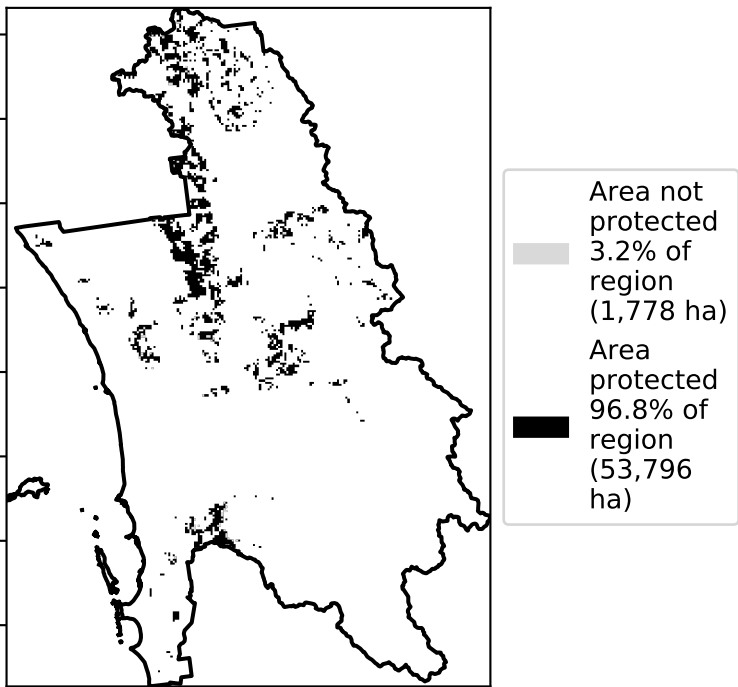 Area not
protected
3.2% of
region
(1,778 ha)
Area
protected
96.8% of
region
(53,796
ha)